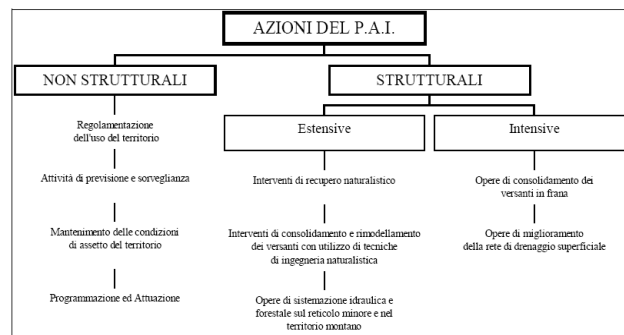 AZIONI DEL P.A.I.
NON STRUTTURALI
Regolamentazione
dell'uso del territorio
Attività di previsione e sorveglianza
Mantenimento delle condizioni
di assetto del territorio
Programmazione ed Attuazione
STRUTTURALI
Estensive
Interventi di recupero naturalistico
Interventi di consolidamento e rimodellamento
dei versanti con utilizzo di tecniche
di ingegneria naturalistica
Opere di sistemazione idraulica e
forestale sul reticolo minore e nel
territorio montano
Intensive
Opere di consolidamento dei
versanti in frana
Opere di miglioramento
della rete di drenaggio superficiale